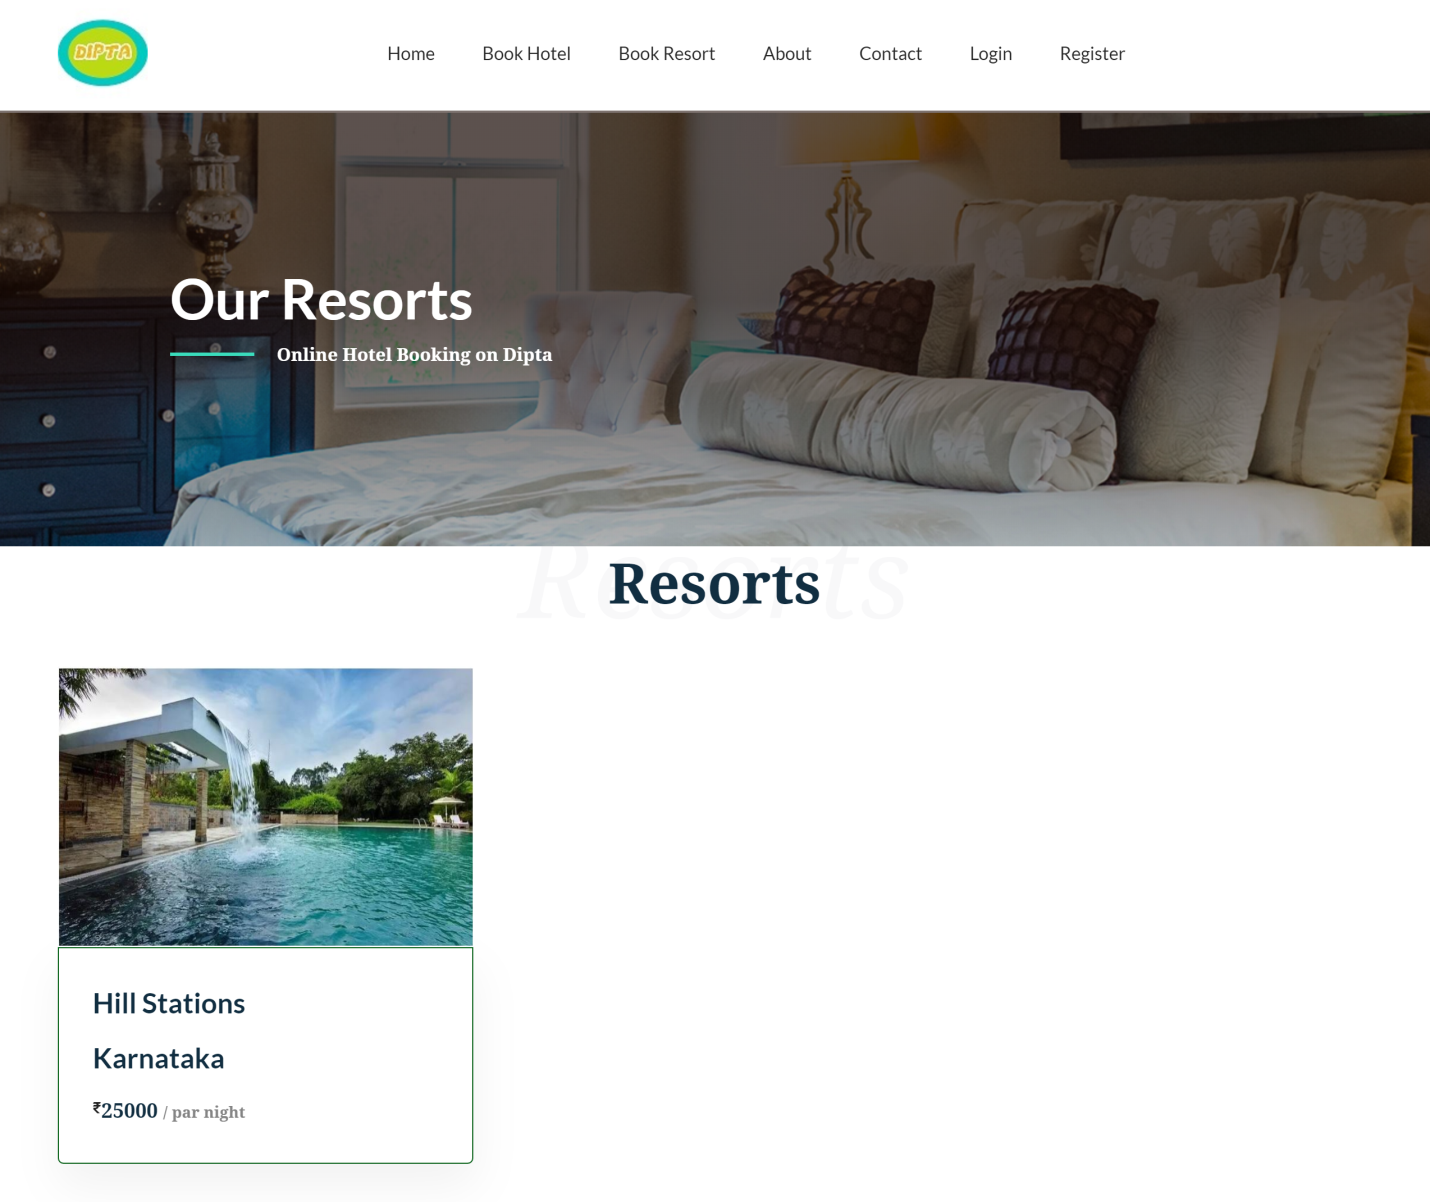 DIPTA
Home Book Hotel Book Resort About Contact Login Register
Our Resorts
Online Hotel Booking on Dipta
Resorts
Resorts
Hill Stations
Karnataka
₹25000 / par night